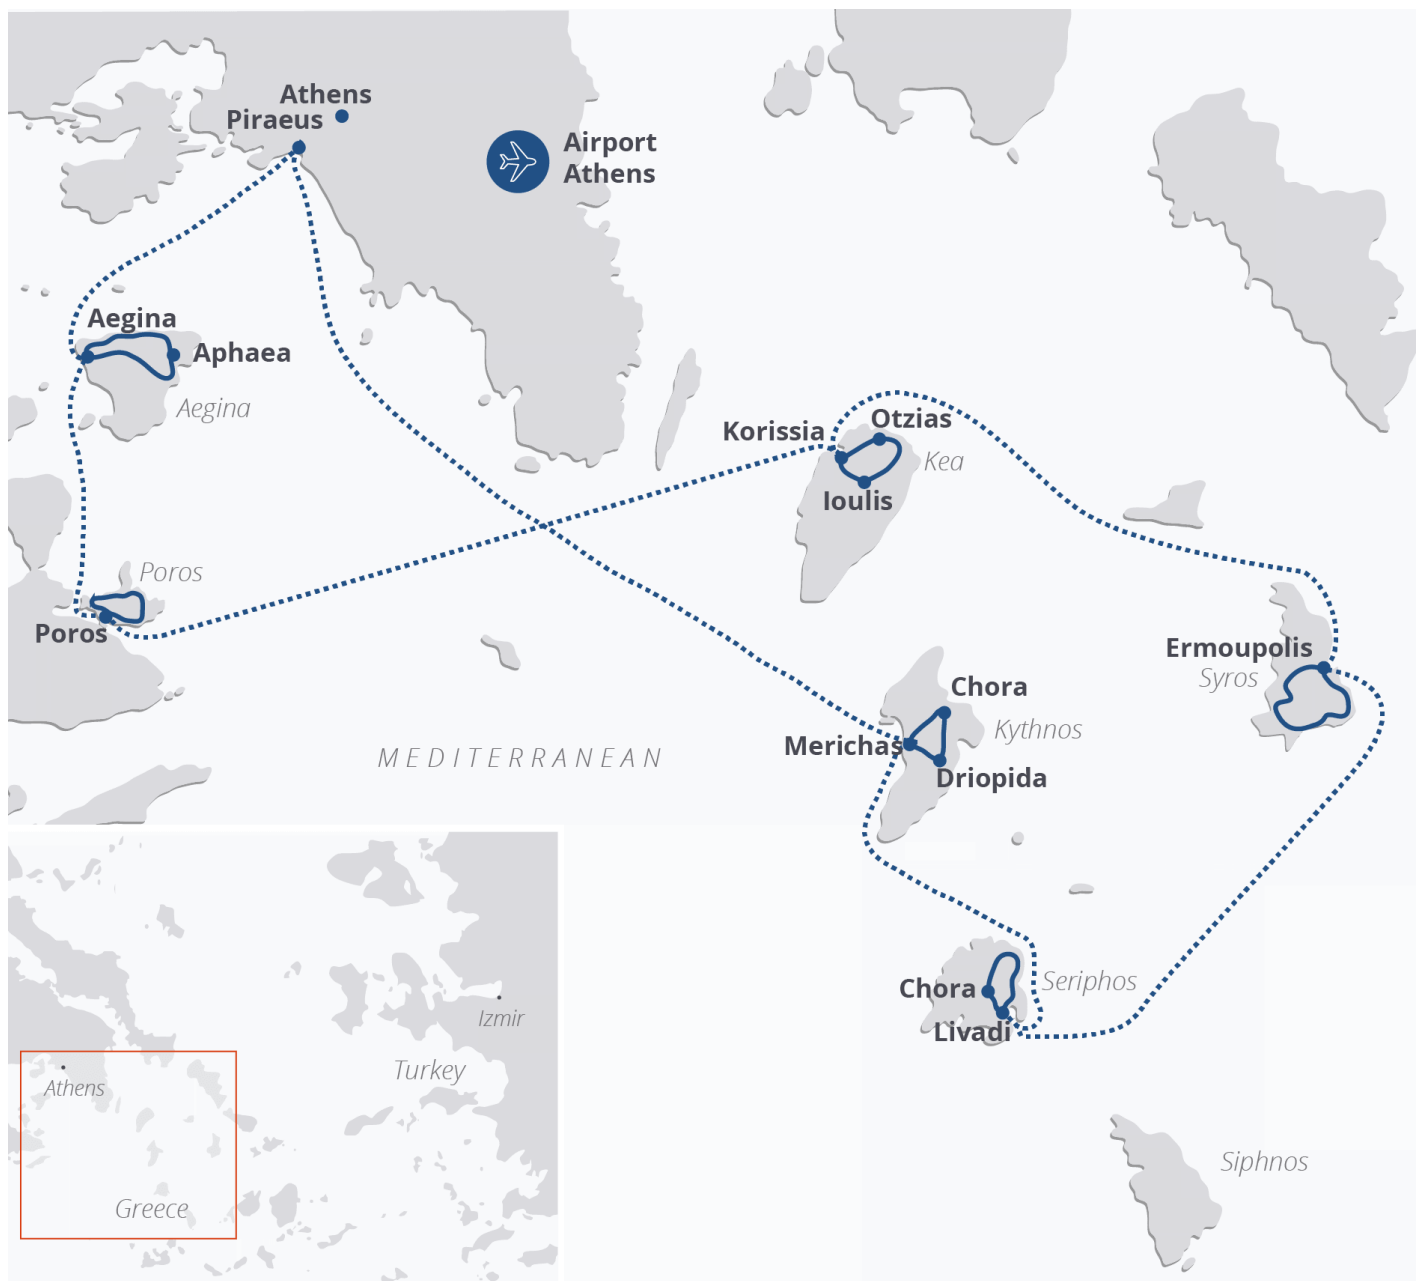 Athens
Piraeus
Airport
Athens
Aegina
Aphaea
Aegina
Otzias
Korissia
Kea
Ioulis
Poros
Poros
Ermoupolis
Syros
Chora
Kythnos
Merichas
Driopida
MEDITERRANEAN
Chora
Seriphos
Livadi
Siphnos
Izmir
Turkey
Athens
Greece